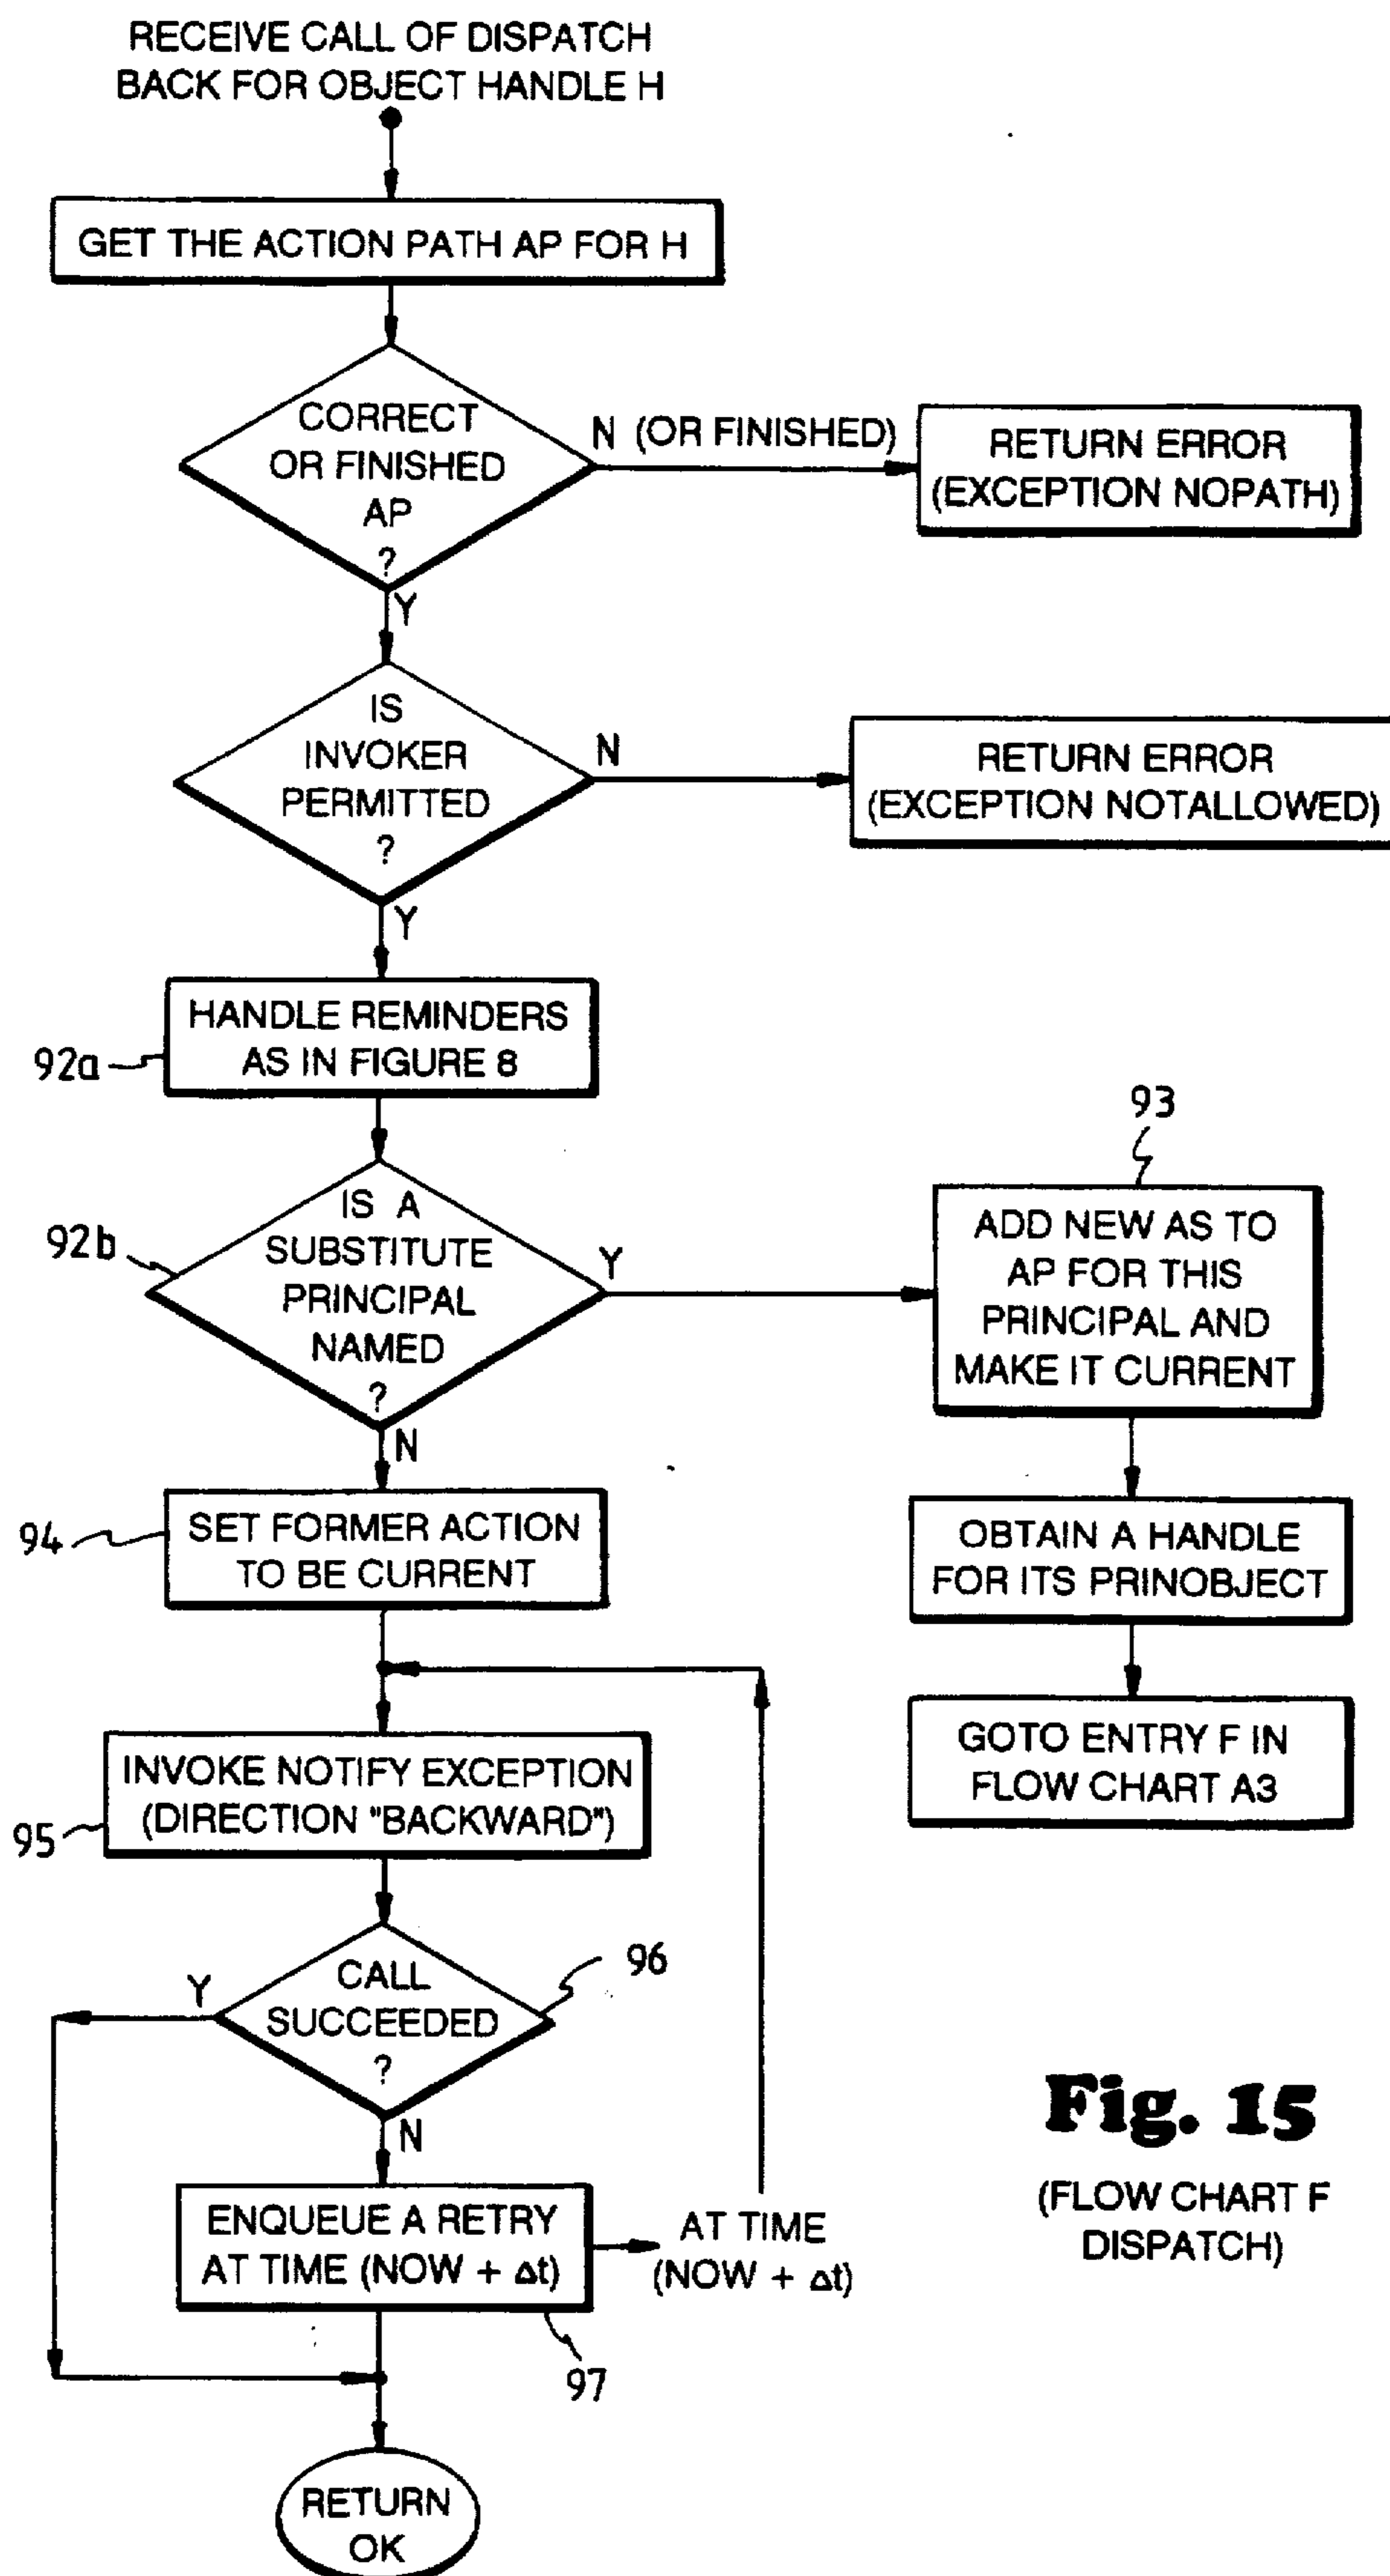 RECEIVE CALL OF DISPATCH
BACK FOR OBJECT HANDLE H
GET THE ACTION PATH AP FOR H
CORRECT
OR FINISHED
AP
?
N (OR FINISHED)
RETURN ERROR
(EXCEPTION NOPATH)
Y
IS
INVOKER
PERMITTED
?
N
RETURN ERROR
(EXCEPTION NOTALLOWED)
Y
HANDLE REMINDERS
AS IN FIGURE 8
92a
IS A
SUBSTITUTE
PRINCIPAL
NAMED
?
92b
Y
93
ADD NEW AS TO
AP FOR THIS
PRINCIPAL AND
MAKE IT CURRENT
OBTAIN A HANDLE
FOR ITS PRINOBJECT
GOTO ENTRY F IN
FLOW CHART A3
N
SET FORMER ACTION
TO BE CURRENT
94
INVOKE NOTIFY EXCEPTION
(DIRECTION "BACKWARD")
95
CALL
SUCCEEDED
?
96
Y
N
ENQUEUE A RETRY
AT TIME (NOW + Δt)
97
AT TIME
(NOW + Δt)
RETURN
OK
Fig. 15
(FLOW CHART F
DISPATCH)